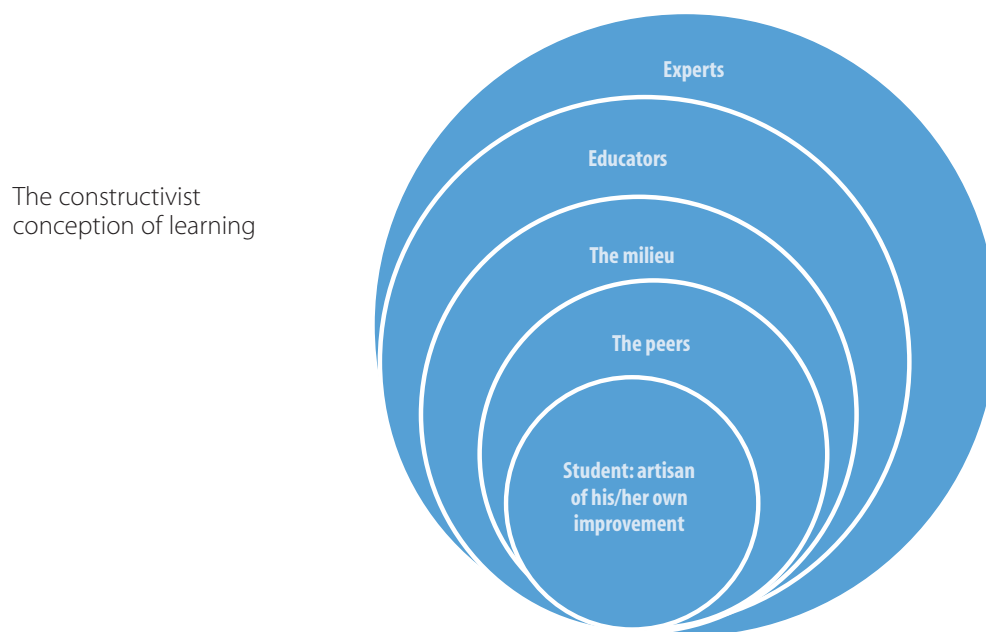 The constructivist
conception of learning
Experts
Educators
The milieu
The peers
Student: artisan
of his/her own
improvement